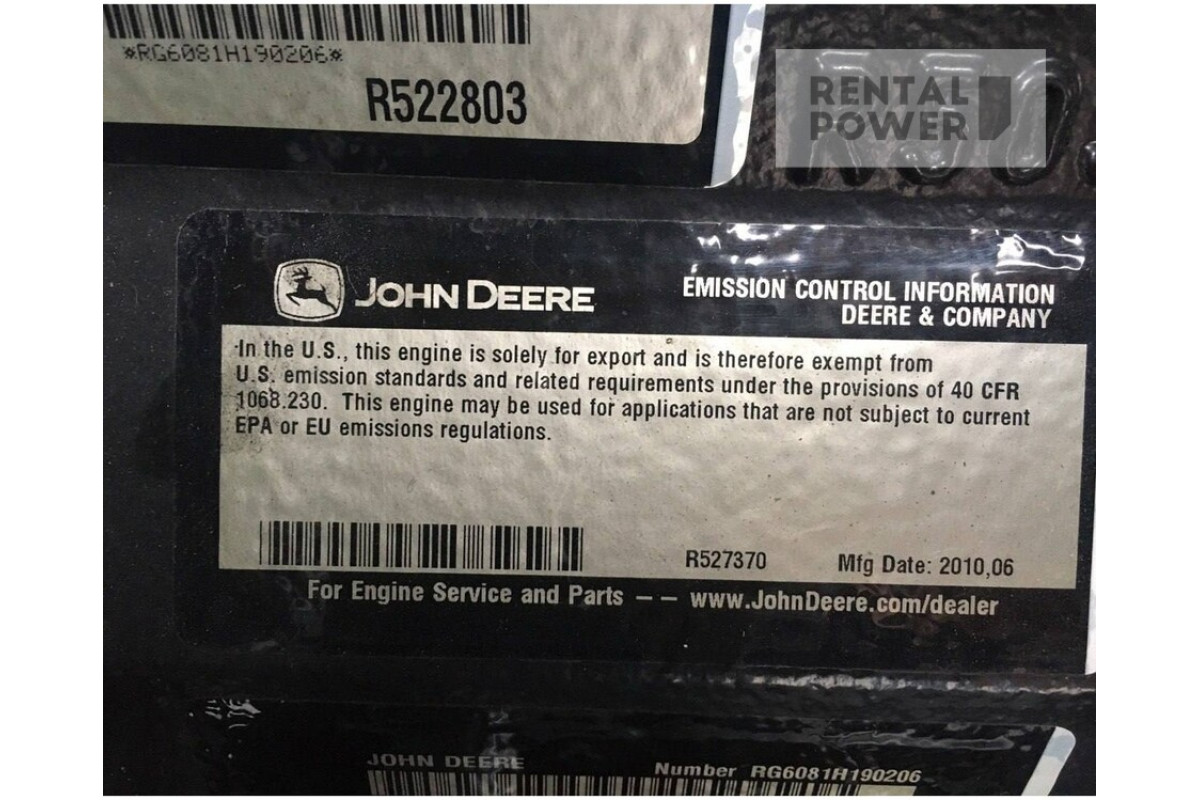 *RG6081H190206*
R522803
RENTAL
POWER
JOHN DEERE
EMISSION CONTROL INFORMATION
DEERE & COMPANY
In the U.S., this engine is solely for export and is therefore exempt from
U.S. emission standards and related requirements under the provisions of 40 CFR
1068.230. This engine may be used for applications that are not subject to current
EPA or EU emissions regulations.
R527370 Mfg Date: 2010,06
For Engine Service and Parts – – www.JohnDeere.com/dealer
JOHN DEERE
Number RG6081H190206